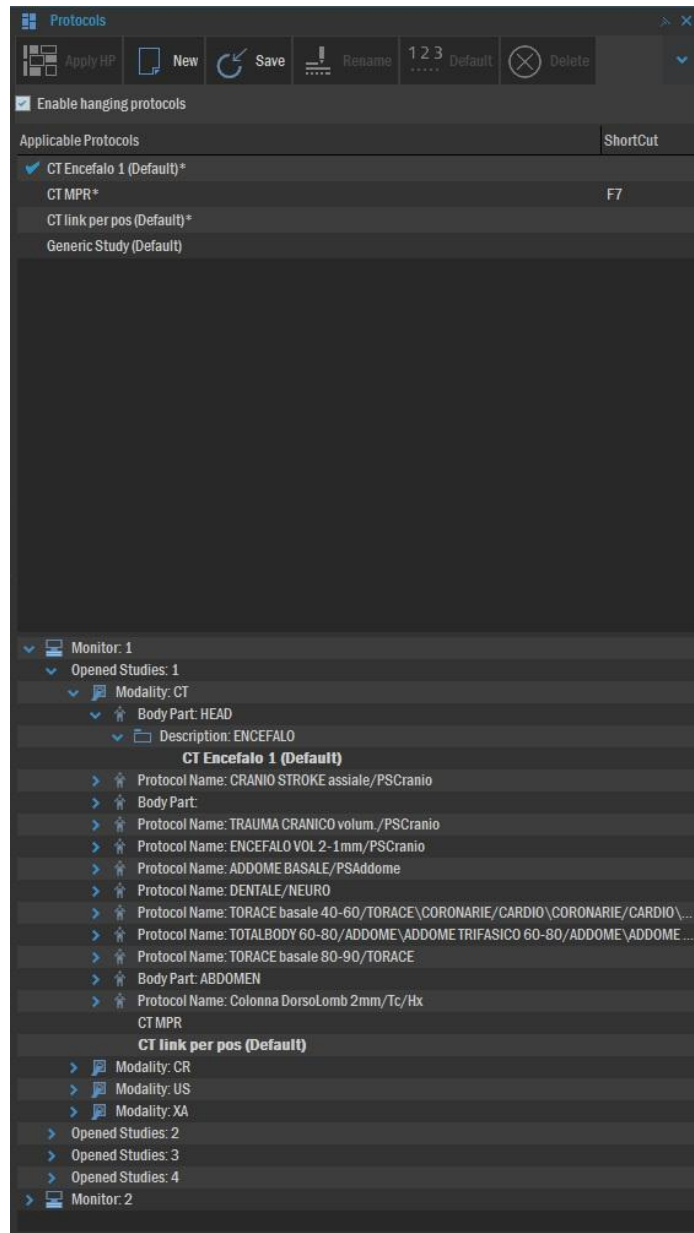 Protocols
Apply HP New Save Rename 123 Default Delete
Enable hanging protocols
Applicable Protocols ShortCut
CT Encefalo 1 (Default)*
CT MPR* F7
CT link per pos (Default)*
Generic Study (Default)
Monitor: 1
Opened Studies: 1
Modality: CT
Body Part: HEAD
Description: ENCEFALO
CT Encefalo 1 (Default)
Protocol Name: CRANIO STROKE assiale/PSCranio
Body Part:
Protocol Name: TRAUMA CRANICO volum./PSCranio
Protocol Name: ENCEFALO VOL 2-1mm/PSCranio
Protocol Name: ADDOME BASALE/PSAddome
Protocol Name: DENTALE/NEURO
Protocol Name: TORACE basale 40-60/TORACE\CORONARIE/CARDIO\CORONARIE/CARDIO\...
Protocol Name: TOTALBODY 60-80/ADDOME\ADDOME TRIFASICO 60-80/ADDOME\ADDOME ...
Protocol Name: TORACE basale 80-90/TORACE
Body Part: ABDOMEN
Protocol Name: Colonna DorsoLomb 2mm/Tc/Hx
CT MPR
CT link per pos (Default)
Modality: CR
Modality: US
Modality: XA
Opened Studies: 2
Opened Studies: 3
Opened Studies: 4
Monitor: 2